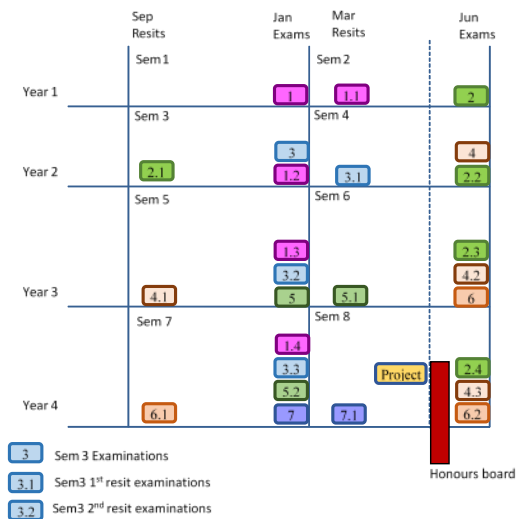 Sep Resits
Jan Exams
Mar Resits
Jun Exams
Sem 1
Sem 2
Year 1
1
1.1
2
Sem 3
Sem 4
3
4
Year 2
2.1
1.2
3.1
2.2
Sem 5
Sem 6
1.3
2.3
3.2
4.2
Year 3
4.1
5
5.1
6
Sem 7
Sem 8
1.4
3.3
Project
2.4
5.2
4.3
Year 4
6.1
7
7.1
6.2
3 Sem 3 Examinations
Honours board
3.1 Sem3 1st resit examinations
3.2 Sem3 2nd resit examinations